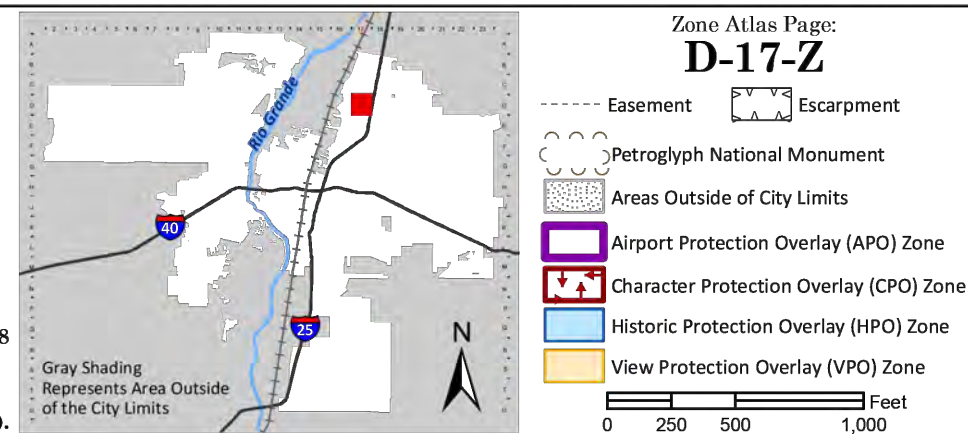 Rio Grande
40
25
N
Gray Shading
Represents Area Outside
of the City Limits
8
).
Zone Atlas Page:
D-17-Z
Easement
Escarpment
Petroglyph National Monument
Areas Outside of City Limits
Airport Protection Overlay (APO) Zone
Character Protection Overlay (CPO) Zone
Historic Protection Overlay (HPO) Zone
View Protection Overlay (VPO) Zone
Feet
0 250 500 1,000